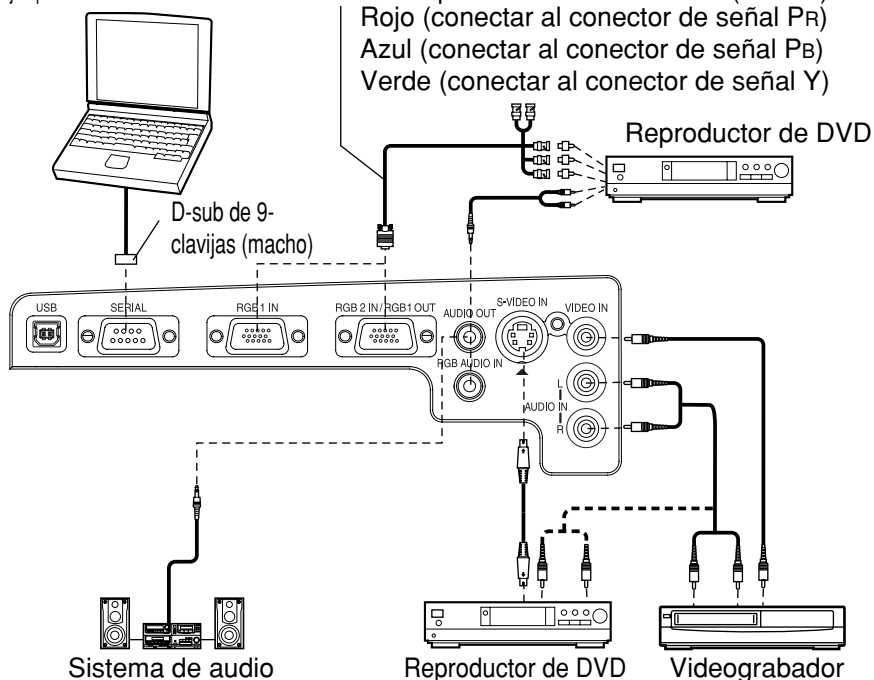 Rojo (conectar al conector de señal PR)
Azul (conectar al conector de señal PB)
Verde (conectar al conector de señal Y)
Reproductor de DVD
D-sub de 9-
clavijas (macho)
USB
SERIAL
RGB 1 IN
RGB 2 IN/RGB1 OUT
AUDIO OUT
S-VIDEO IN
VIDEO IN
RGB AUDIO IN
L
AUDIO IN
R
Sistema de audio
Reproductor de DVD
Videograbador